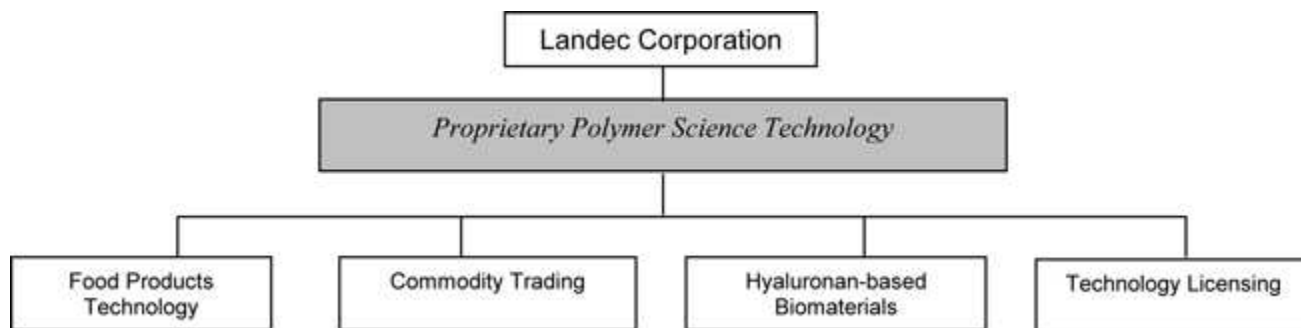 Landec Corporation
Proprietary Polymer Science Technology
Food Products
Technology
Commodity Trading
Hyaluronan-based
Biomaterials
Technology Licensing